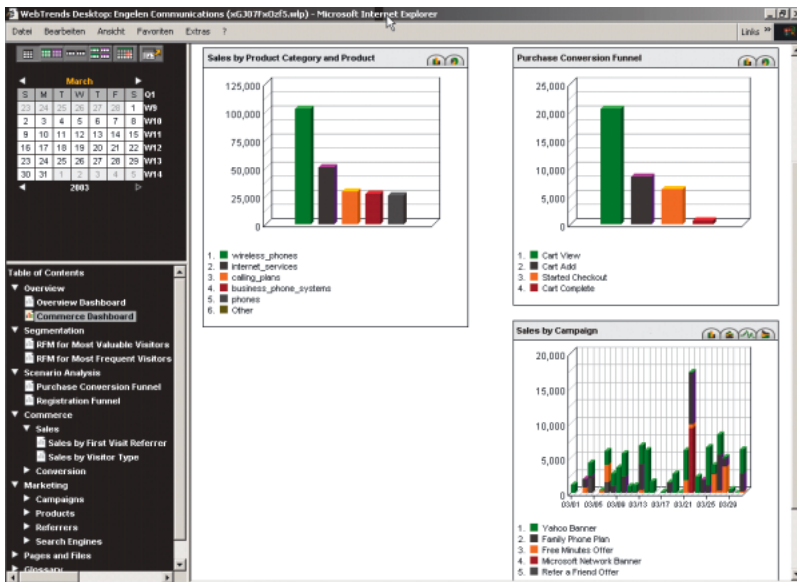 WebTrends Desktop: Engelen Communications (xGJ07FxOzf5.wlp) - Microsoft Internet Explorer
Datei Bearbeiten Ansicht Favoriten Extras ? Links »
March
S M T W T F S Q1
23 24 25 26 27 28 1 W9
2 3 4 5 6 7 8 W10
9 10 11 12 13 14 15 W11
16 17 18 19 20 21 22 W12
23 24 25 26 27 28 29 W13
30 31 1 2 3 4 5 W14
2003
Table of Contents
Overview
Overview Dashboard
Commerce Dashboard
Segmentation
RFM for Most Valuable Visitors
RFM for Most Frequent Visitors
Scenario Analysis
Purchase Conversion Funnel
Registration Funnel
Commerce
Sales
Sales by First Visit Referror
Sales by Visitor Type
Conversion
Marketing
Campaigns
Products
Referrers
Search Engines
Pages and Files
Glossary
Sales by Product Category and Product
125,000
100,000
75,000
50,000
25,000
0
1. wireless_phones
2. internet_services
3. calling_plans
4. business_phone_systems
5. phones
6. Other
Purchase Conversion Funnel
25,000
20,000
15,000
10,000
5,000
0
1. Cart View
2. Cart Add
3. Started Checkout
4. Cart Complete
Sales by Campaign
20,000
15,000
10,000
5,000
0
03/01 03/05 03/09 03/13 03/17 03/21 03/25 03/29
1. Yahoo Banner
2. Family Phone Plan
3. Free Minutes Offer
4. Microsoft Network Banner
5. Refer a Friend Offer